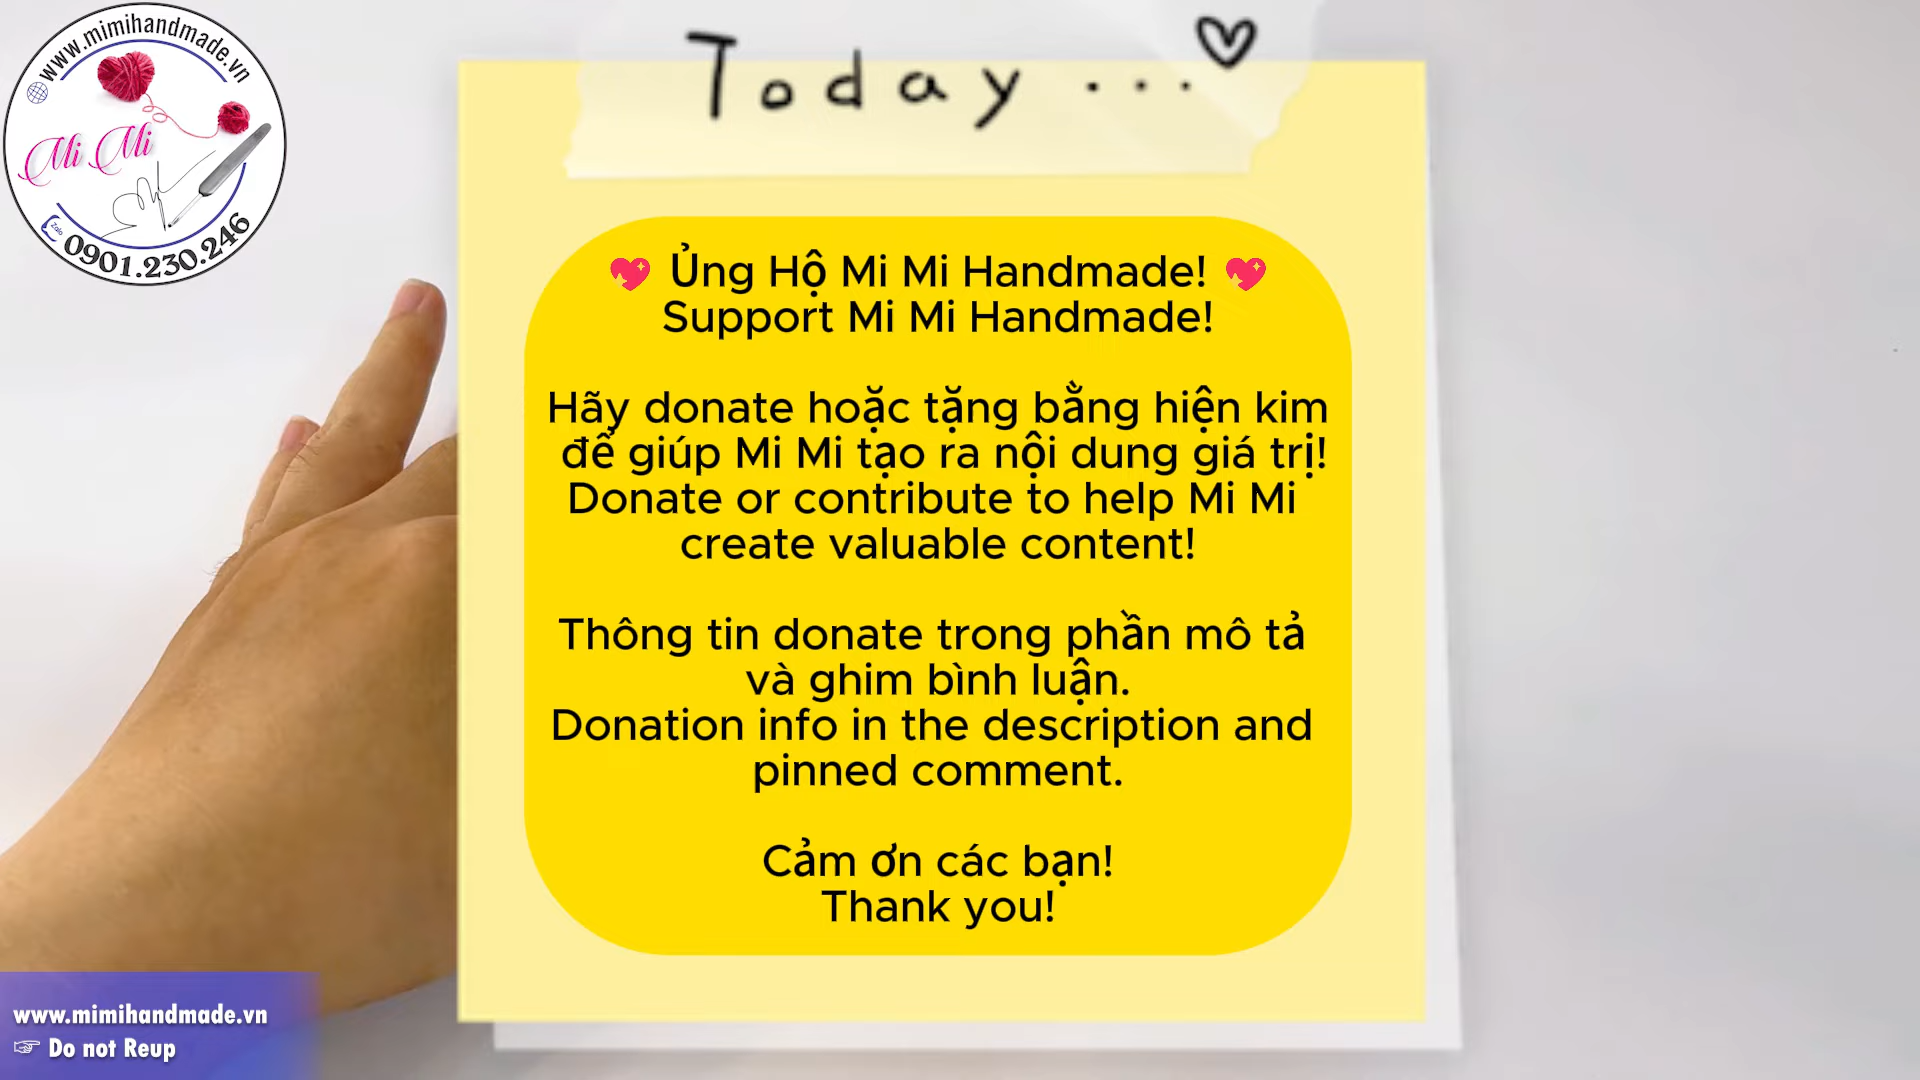 www.mimihandmade.vn
Mi Mi
Zalo
0901.230.246
Today ...
Ủng Hộ Mi Mi Handmade!
Support Mi Mi Handmade!
Hãy donate hoặc tặng bằng hiện kim
để giúp Mi Mi tạo ra nội dung giá trị!
Donate or contribute to help Mi Mi
create valuable content!
Thông tin donate trong phần mô tả
và ghim bình luận.
Donation info in the description and
pinned comment.
Cảm ơn các bạn!
Thank you!
www.mimihandmade.vn
☞ Do not Reup